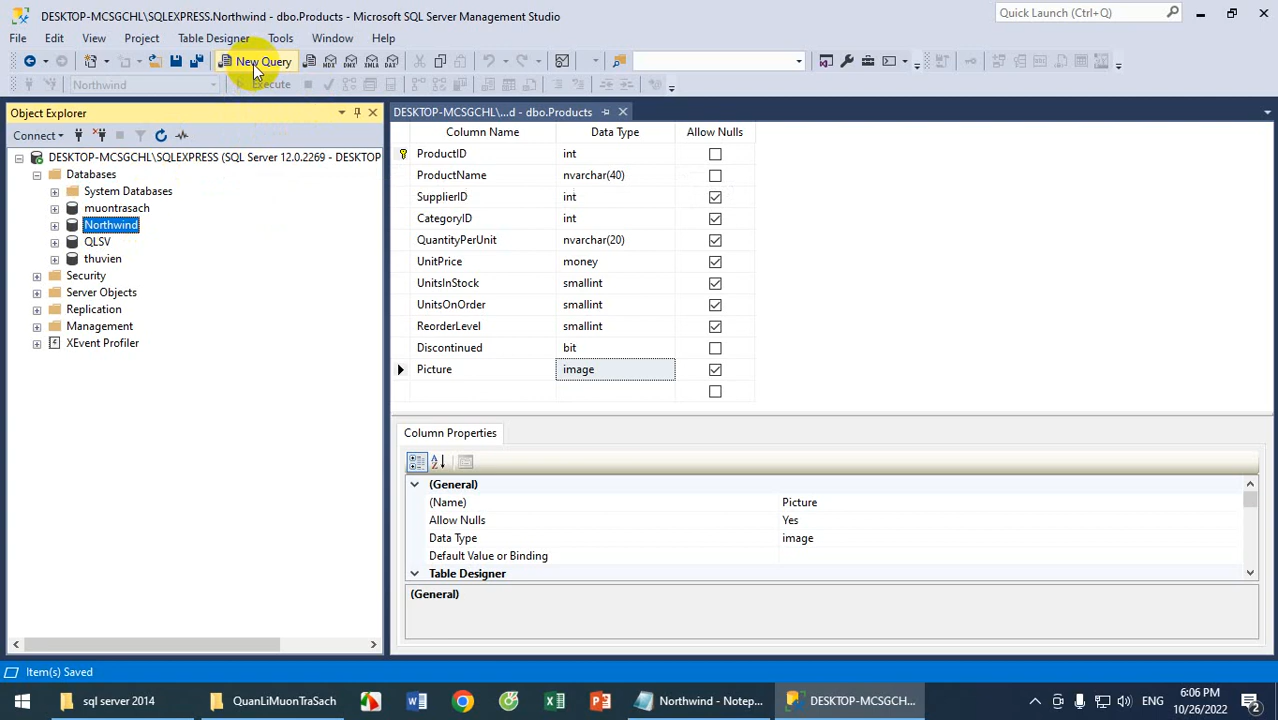 DESKTOP-MCSGCHL\SQLEXPRESS.Northwind - dbo.Products - Microsoft SQL Server Management Studio
Quick Launch (Ctrl+Q)
File Edit View Project Table Designer Tools Window Help
New Query
Northwind
Execute
Object Explorer
Connect
DESKTOP-MCSGCHL\SQLEXPRESS (SQL Server 12.0.2269 - DESKTOP
Databases
System Databases
muontrasach
Northwind
QLSV
thuvien
Security
Server Objects
Replication
Management
XEvent Profiler
DESKTOP-MCSGCHL\...d - dbo.Products
Column Name Data Type Allow Nulls
ProductID int
ProductName nvarchar(40)
SupplierID int
CategoryID int
QuantityPerUnit nvarchar(20)
UnitPrice money
UnitsInStock smallint
UnitsOnOrder smallint
ReorderLevel smallint
Discontinued bit
Picture image
Column Properties
(General)
(Name) Picture
Allow Nulls Yes
Data Type image
Default Value or Binding
Table Designer
(General)
Item(s) Saved
sql server 2014
QuanLiMuonTraSach
Northwind - Notep...
DESKTOP-MCSGCHL...
ENG
6:06 PM
10/26/2022
2